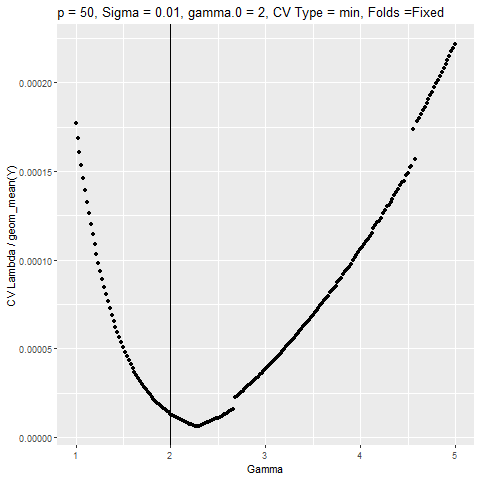 p = 50, Sigma = 0.01, gamma.0 = 2, CV Type = min, Folds =Fixed
CV Lambda / geom_mean(Y)
0.00020
0.00015
0.00010
0.00005
0.00000
1 2 3 4 5
Gamma